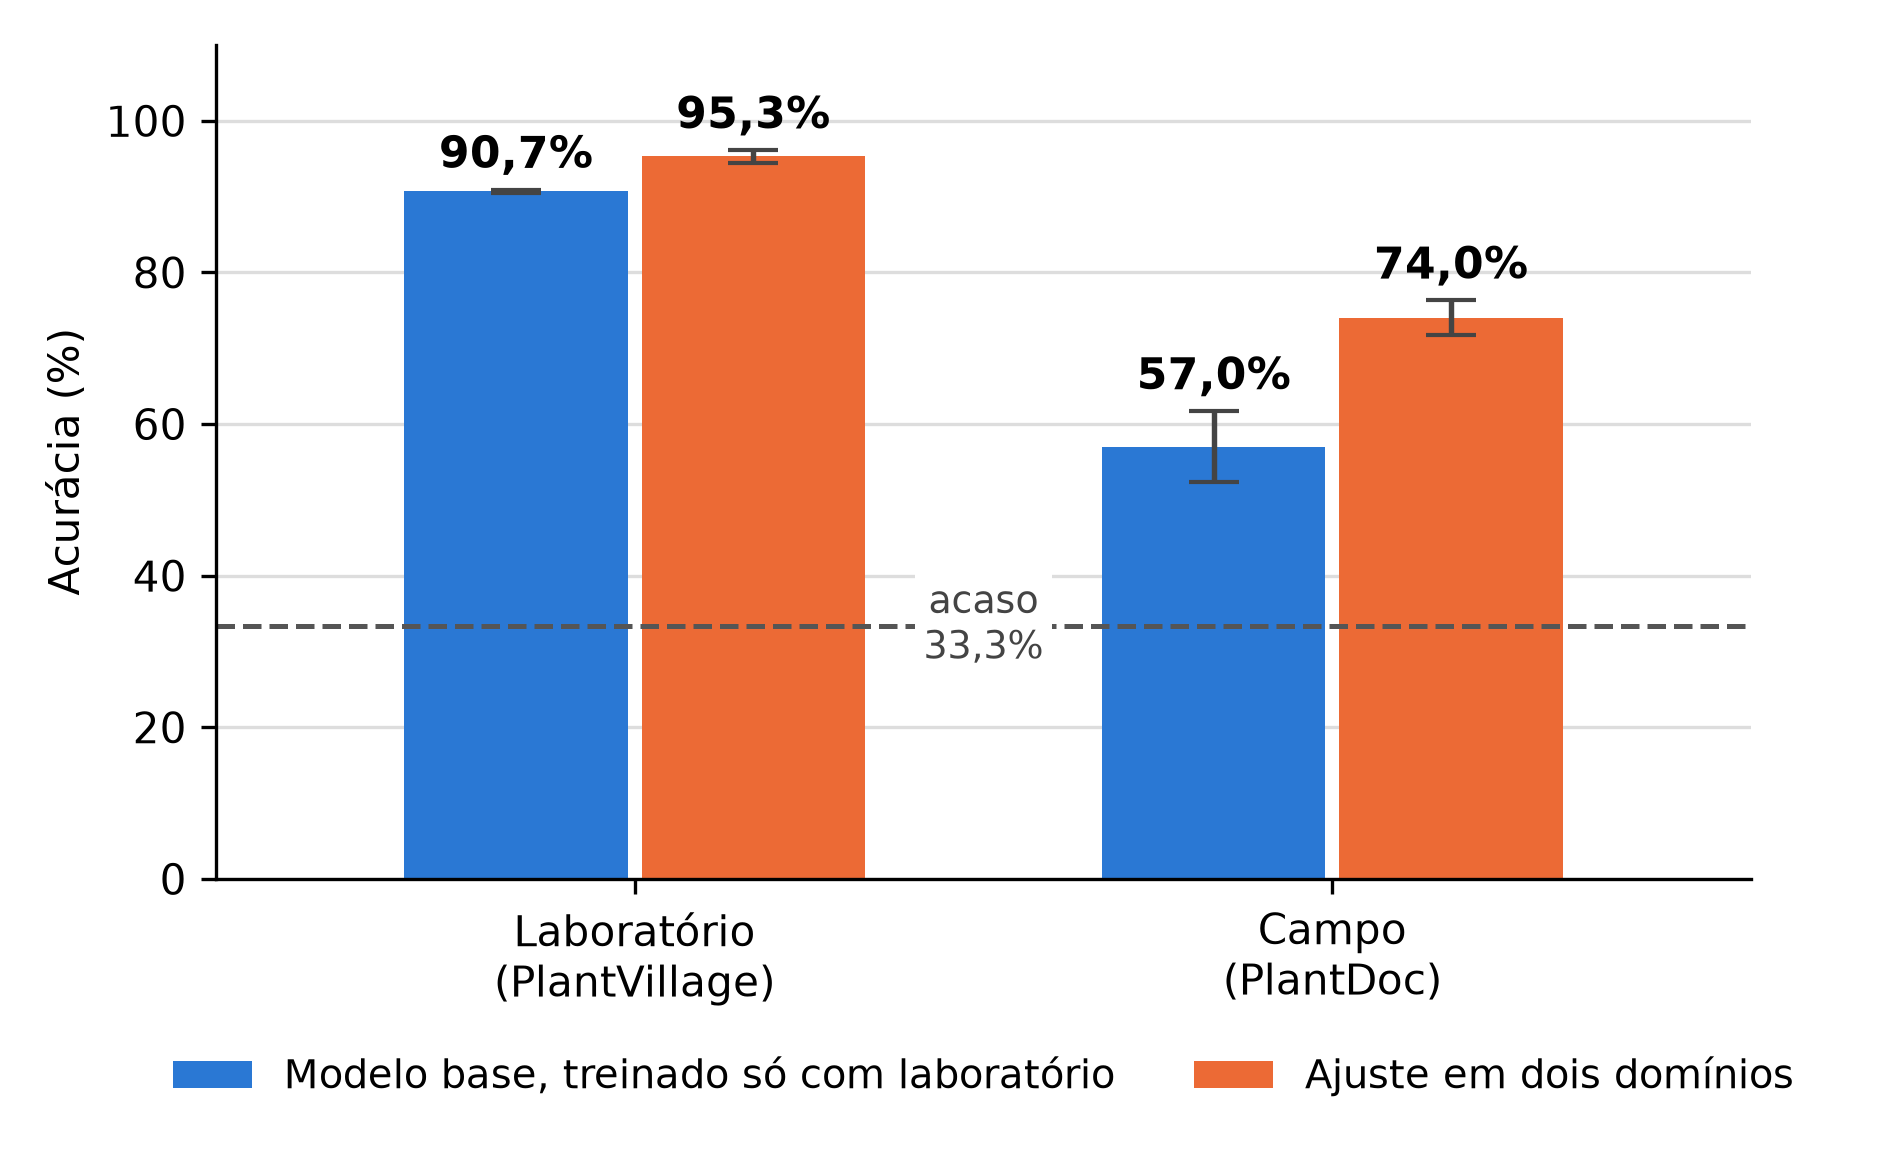 Acurácia (%)
100
80
60
40
20
0
90,7%
95,3%
57,0%
74,0%
acaso
33,3%
Laboratório
(PlantVillage)
Campo
(PlantDoc)
Modelo base, treinado só com laboratório
Ajuste em dois domínios